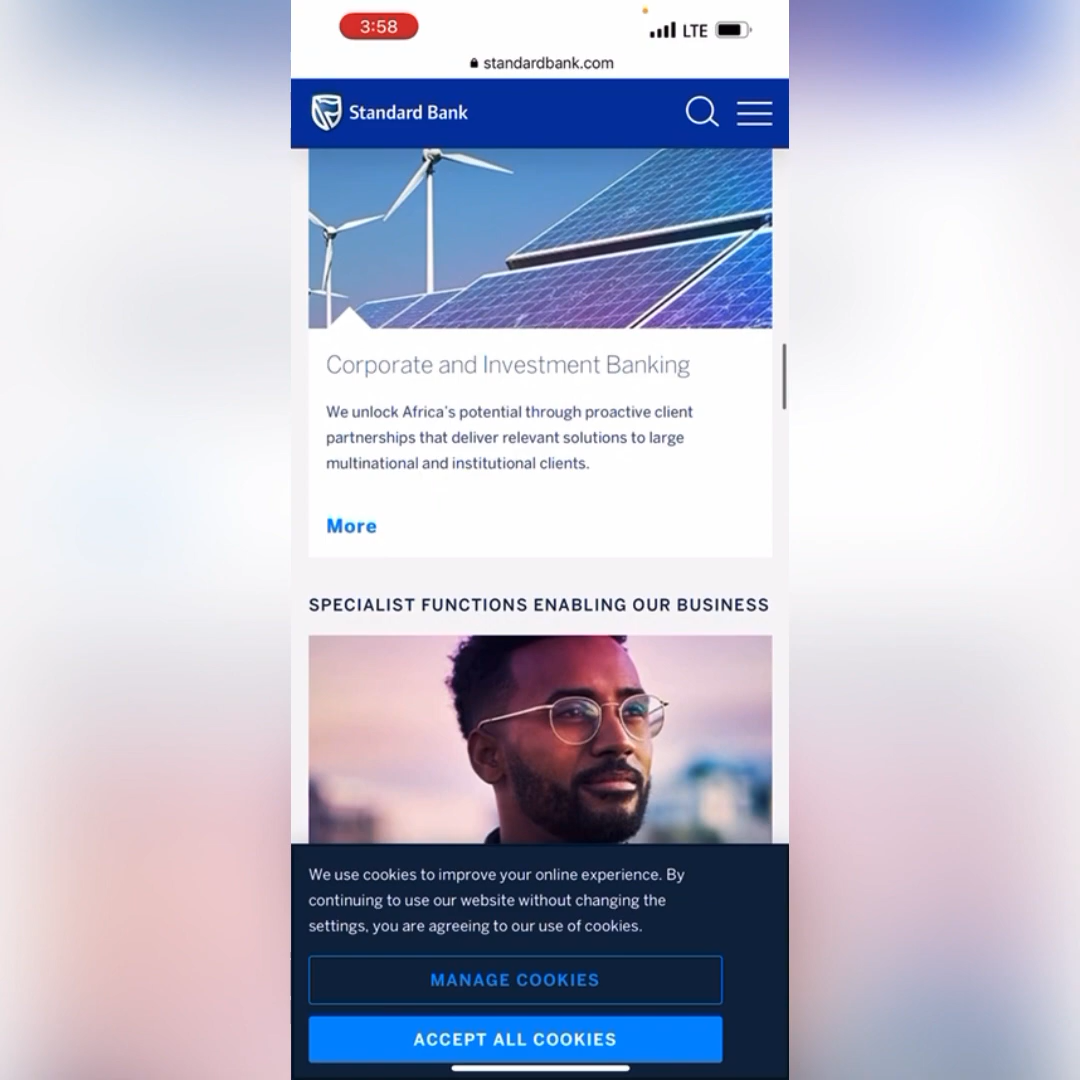 3:58
LTE
standardbank.com
Standard Bank
Corporate and Investment Banking
We unlock Africa's potential through proactive client
partnerships that deliver relevant solutions to large
multinational and institutional clients.
More
SPECIALIST FUNCTIONS ENABLING OUR BUSINESS
We use cookies to improve your online experience. By
continuing to use our website without changing the
settings, you are agreeing to our use of cookies.
MANAGE COOKIES
ACCEPT ALL COOKIES